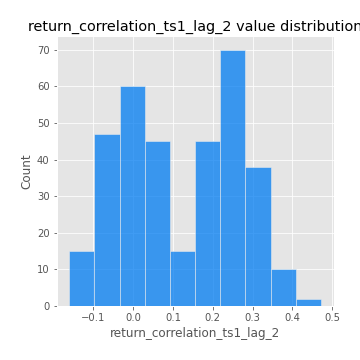 return_correlation_ts1_lag_2 value distribution
70
60
50
40
30
20
10
0
Count
−0.1 0.0 0.1 0.2 0.3 0.4 0.5
return_correlation_ts1_lag_2